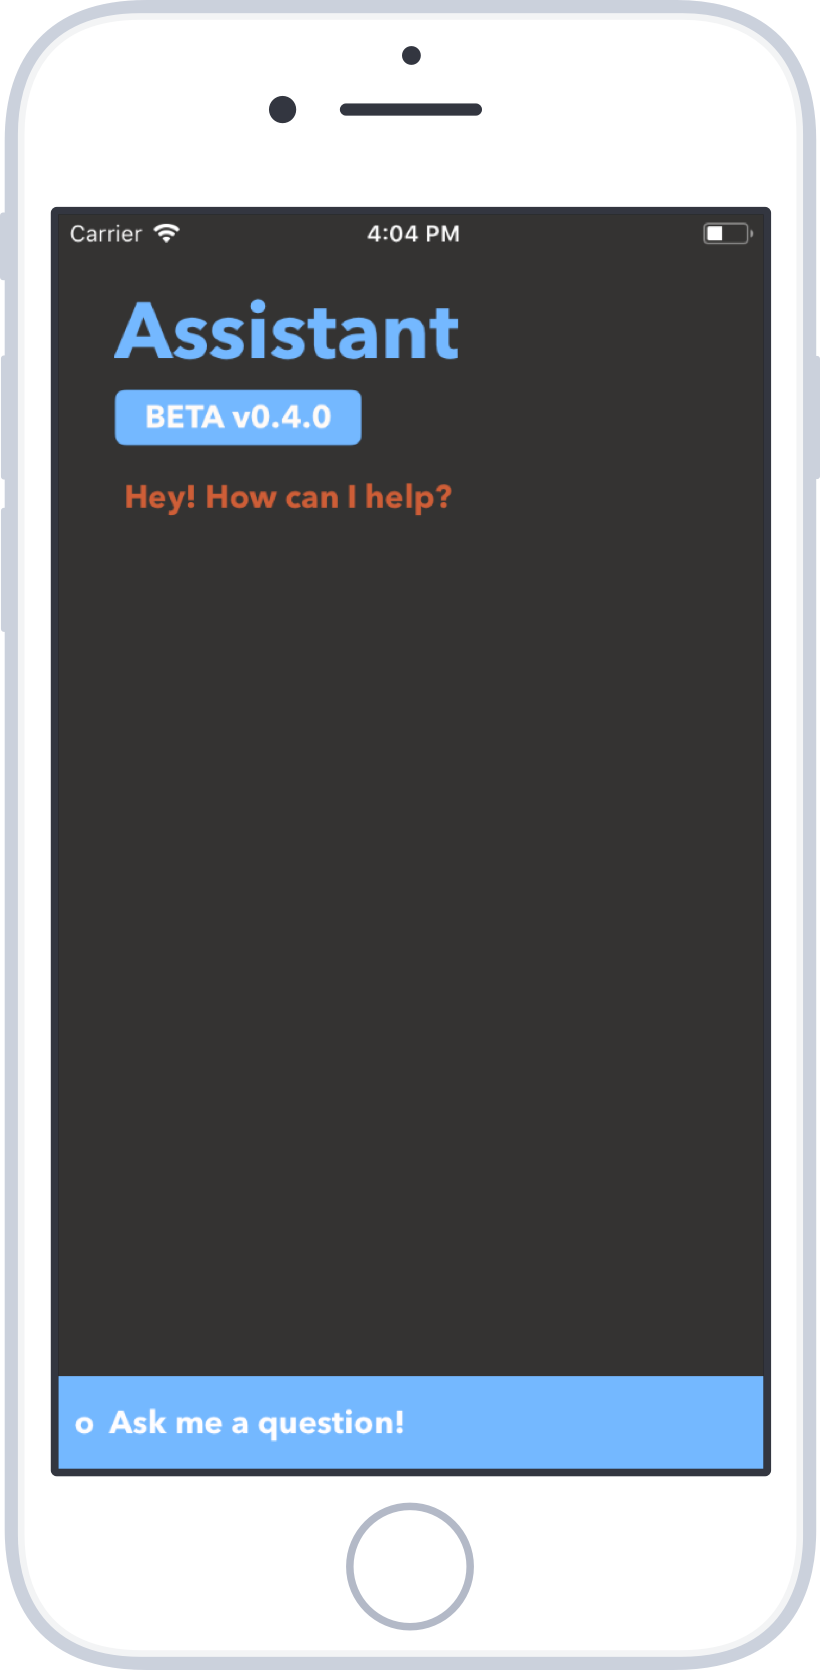 Carrier 4:04 PM
Assistant
BETA v0.4.0
Hey! How can I help?
o Ask me a question!